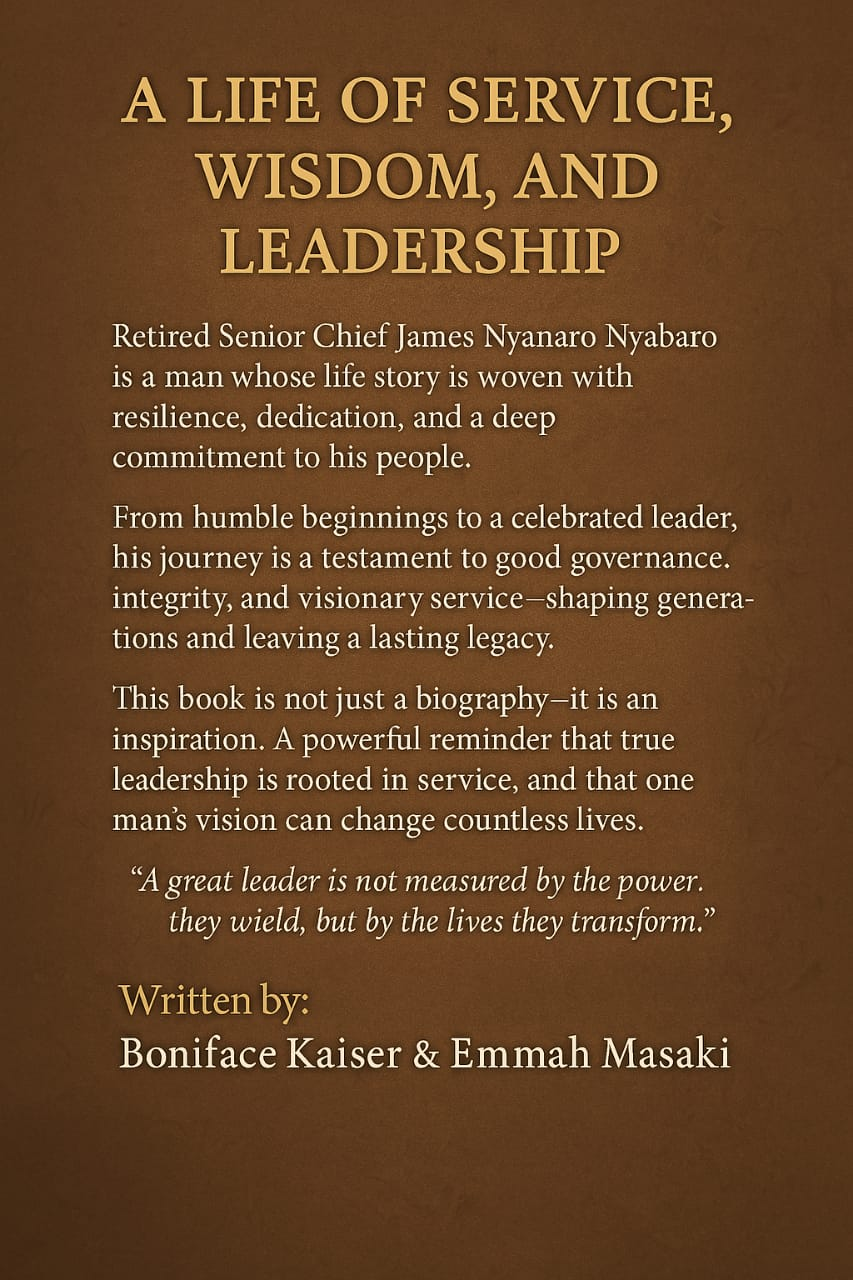 A LIFE OF SERVICE,
WISDOM, AND
LEADERSHIP
Retired Senior Chief James Nyanaro Nyabaro
is a man whose life story is woven with
resilience, dedication, and a deep
commitment to his people.
From humble beginnings to a celebrated leader,
his journey is a testament to good governance.
integrity, and visionary service—shaping genera-
tions and leaving a lasting legacy.
This book is not just a biography—it is an
inspiration. A powerful reminder that true
leadership is rooted in service, and that one
man’s vision can change countless lives.
“A great leader is not measured by the power.
they wield, but by the lives they transform.”
Written by:
Boniface Kaiser & Emmah Masaki